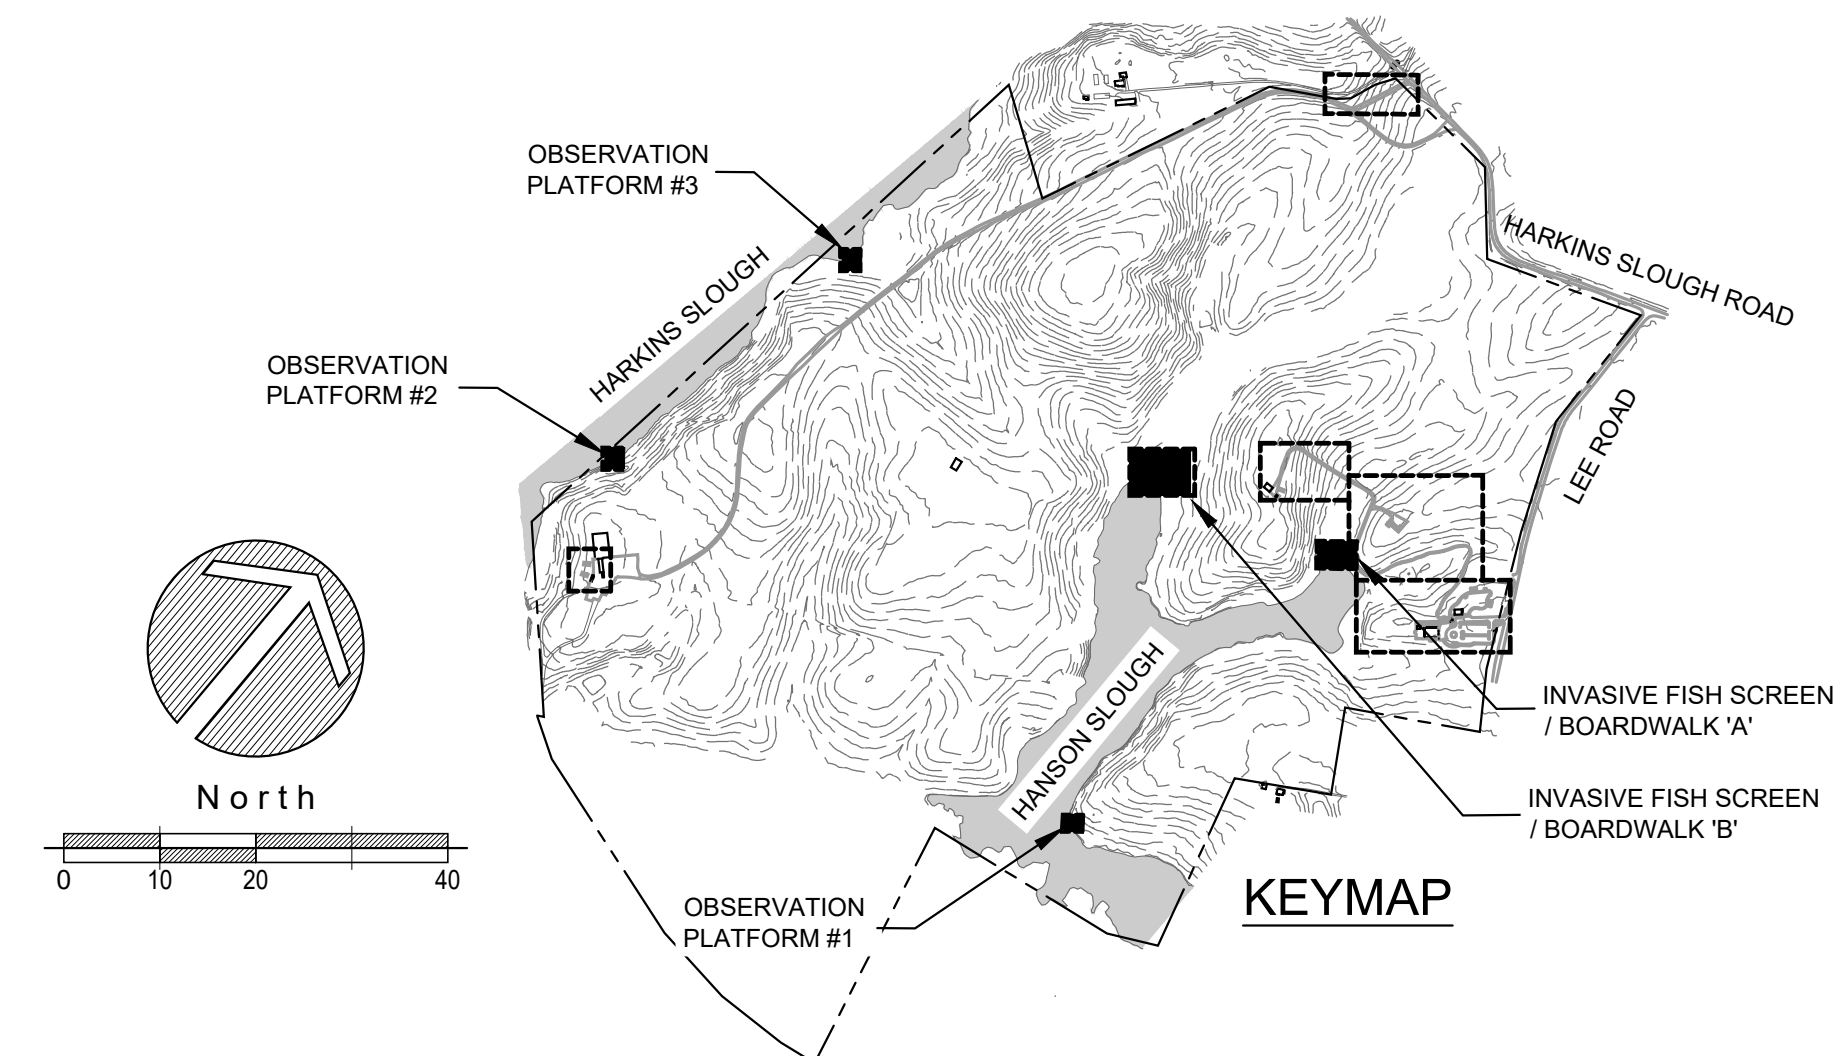 OBSERVATION
PLATFORM #3
HARKINS SLOUGH
HARKINS SLOUGH ROAD
OBSERVATION
PLATFORM #2
LEE ROAD
HANSON SLOUGH
INVASIVE FISH SCREEN
/ BOARDWALK 'A'
INVASIVE FISH SCREEN
/ BOARDWALK 'B'
North
0 10 20 40
OBSERVATION
PLATFORM #1
KEYMAP